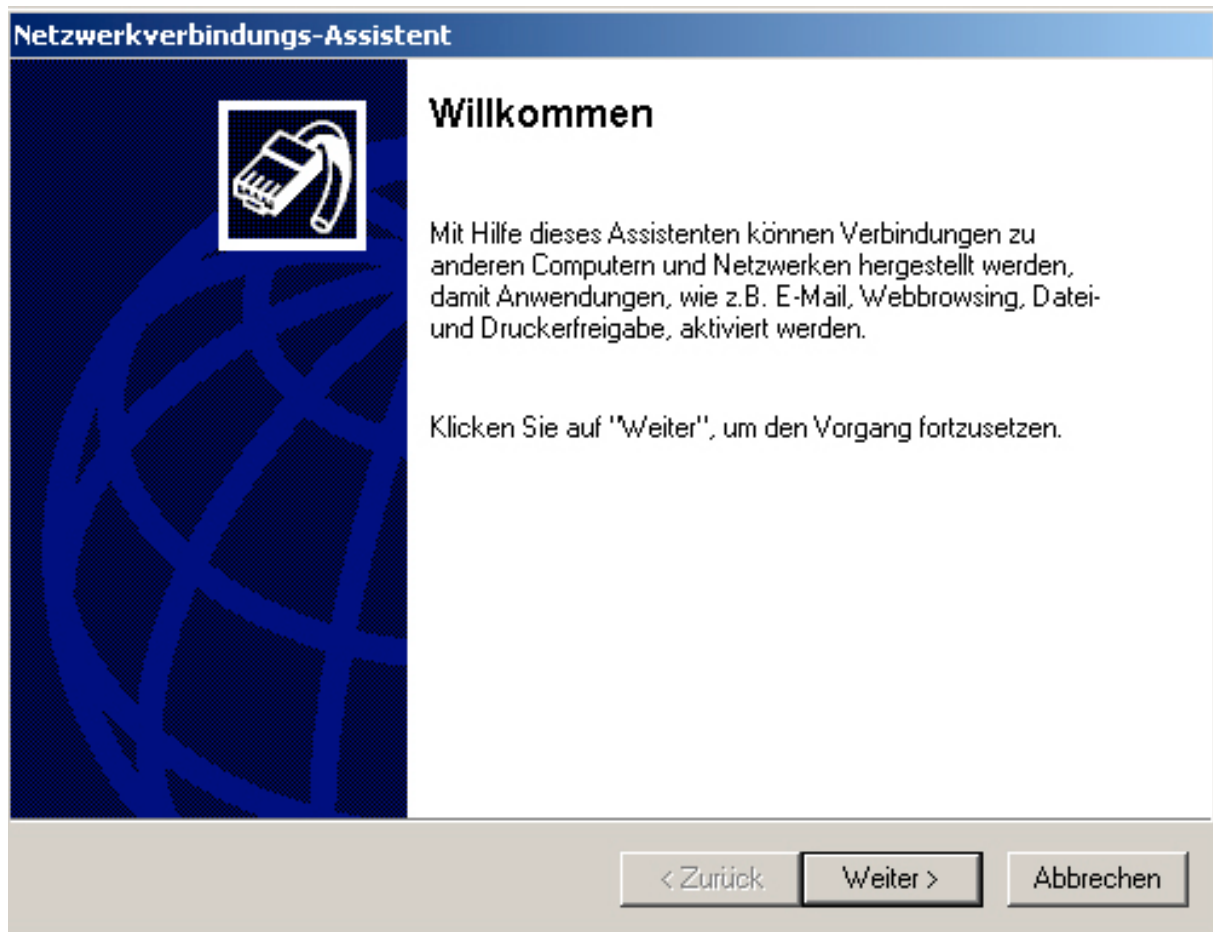 Netzwerkverbindungs-Assistent
Willkommen
Mit Hilfe dieses Assistenten können Verbindungen zu
anderen Computern und Netzwerken hergestellt werden,
damit Anwendungen, wie z.B. E-Mail, Webbrowsing, Datei-
und Druckerfreigabe, aktiviert werden.
Klicken Sie auf "Weiter", um den Vorgang fortzusetzen.
< Zurück
Weiter >
Abbrechen